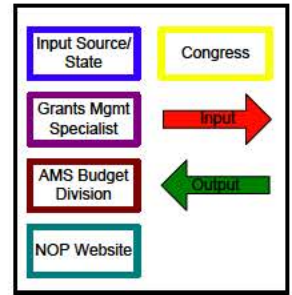 Input Source/
State
Congress
Grants Mgmt
Specialist
Input
AMS Budget
Division
Output
NOP Website